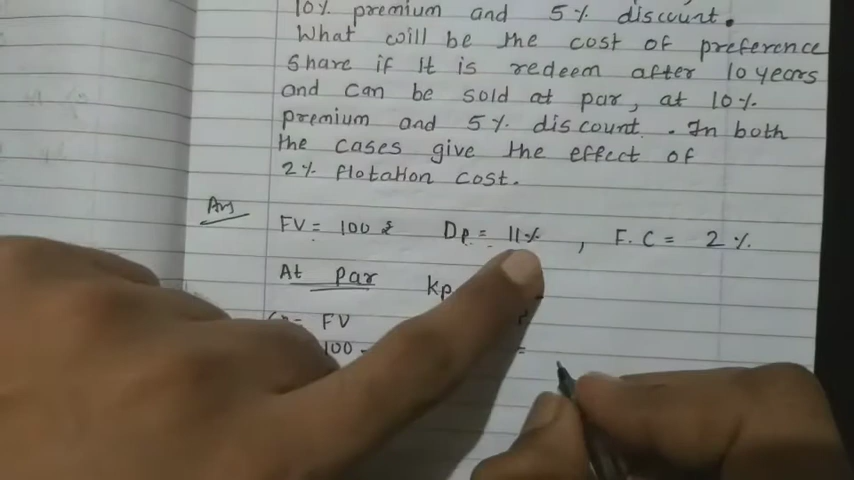 10% premium and 5% discount.
What will be the cost of preference
share if it is redeem after 10 years
and can be sold at par, at 10%
premium and 5% discount. In both
the cases give the effect of
2% flotation cost.
Ans
FV = 100 Dp = 11% , F.C = 2%
At Par Kp
= FV
100 - =